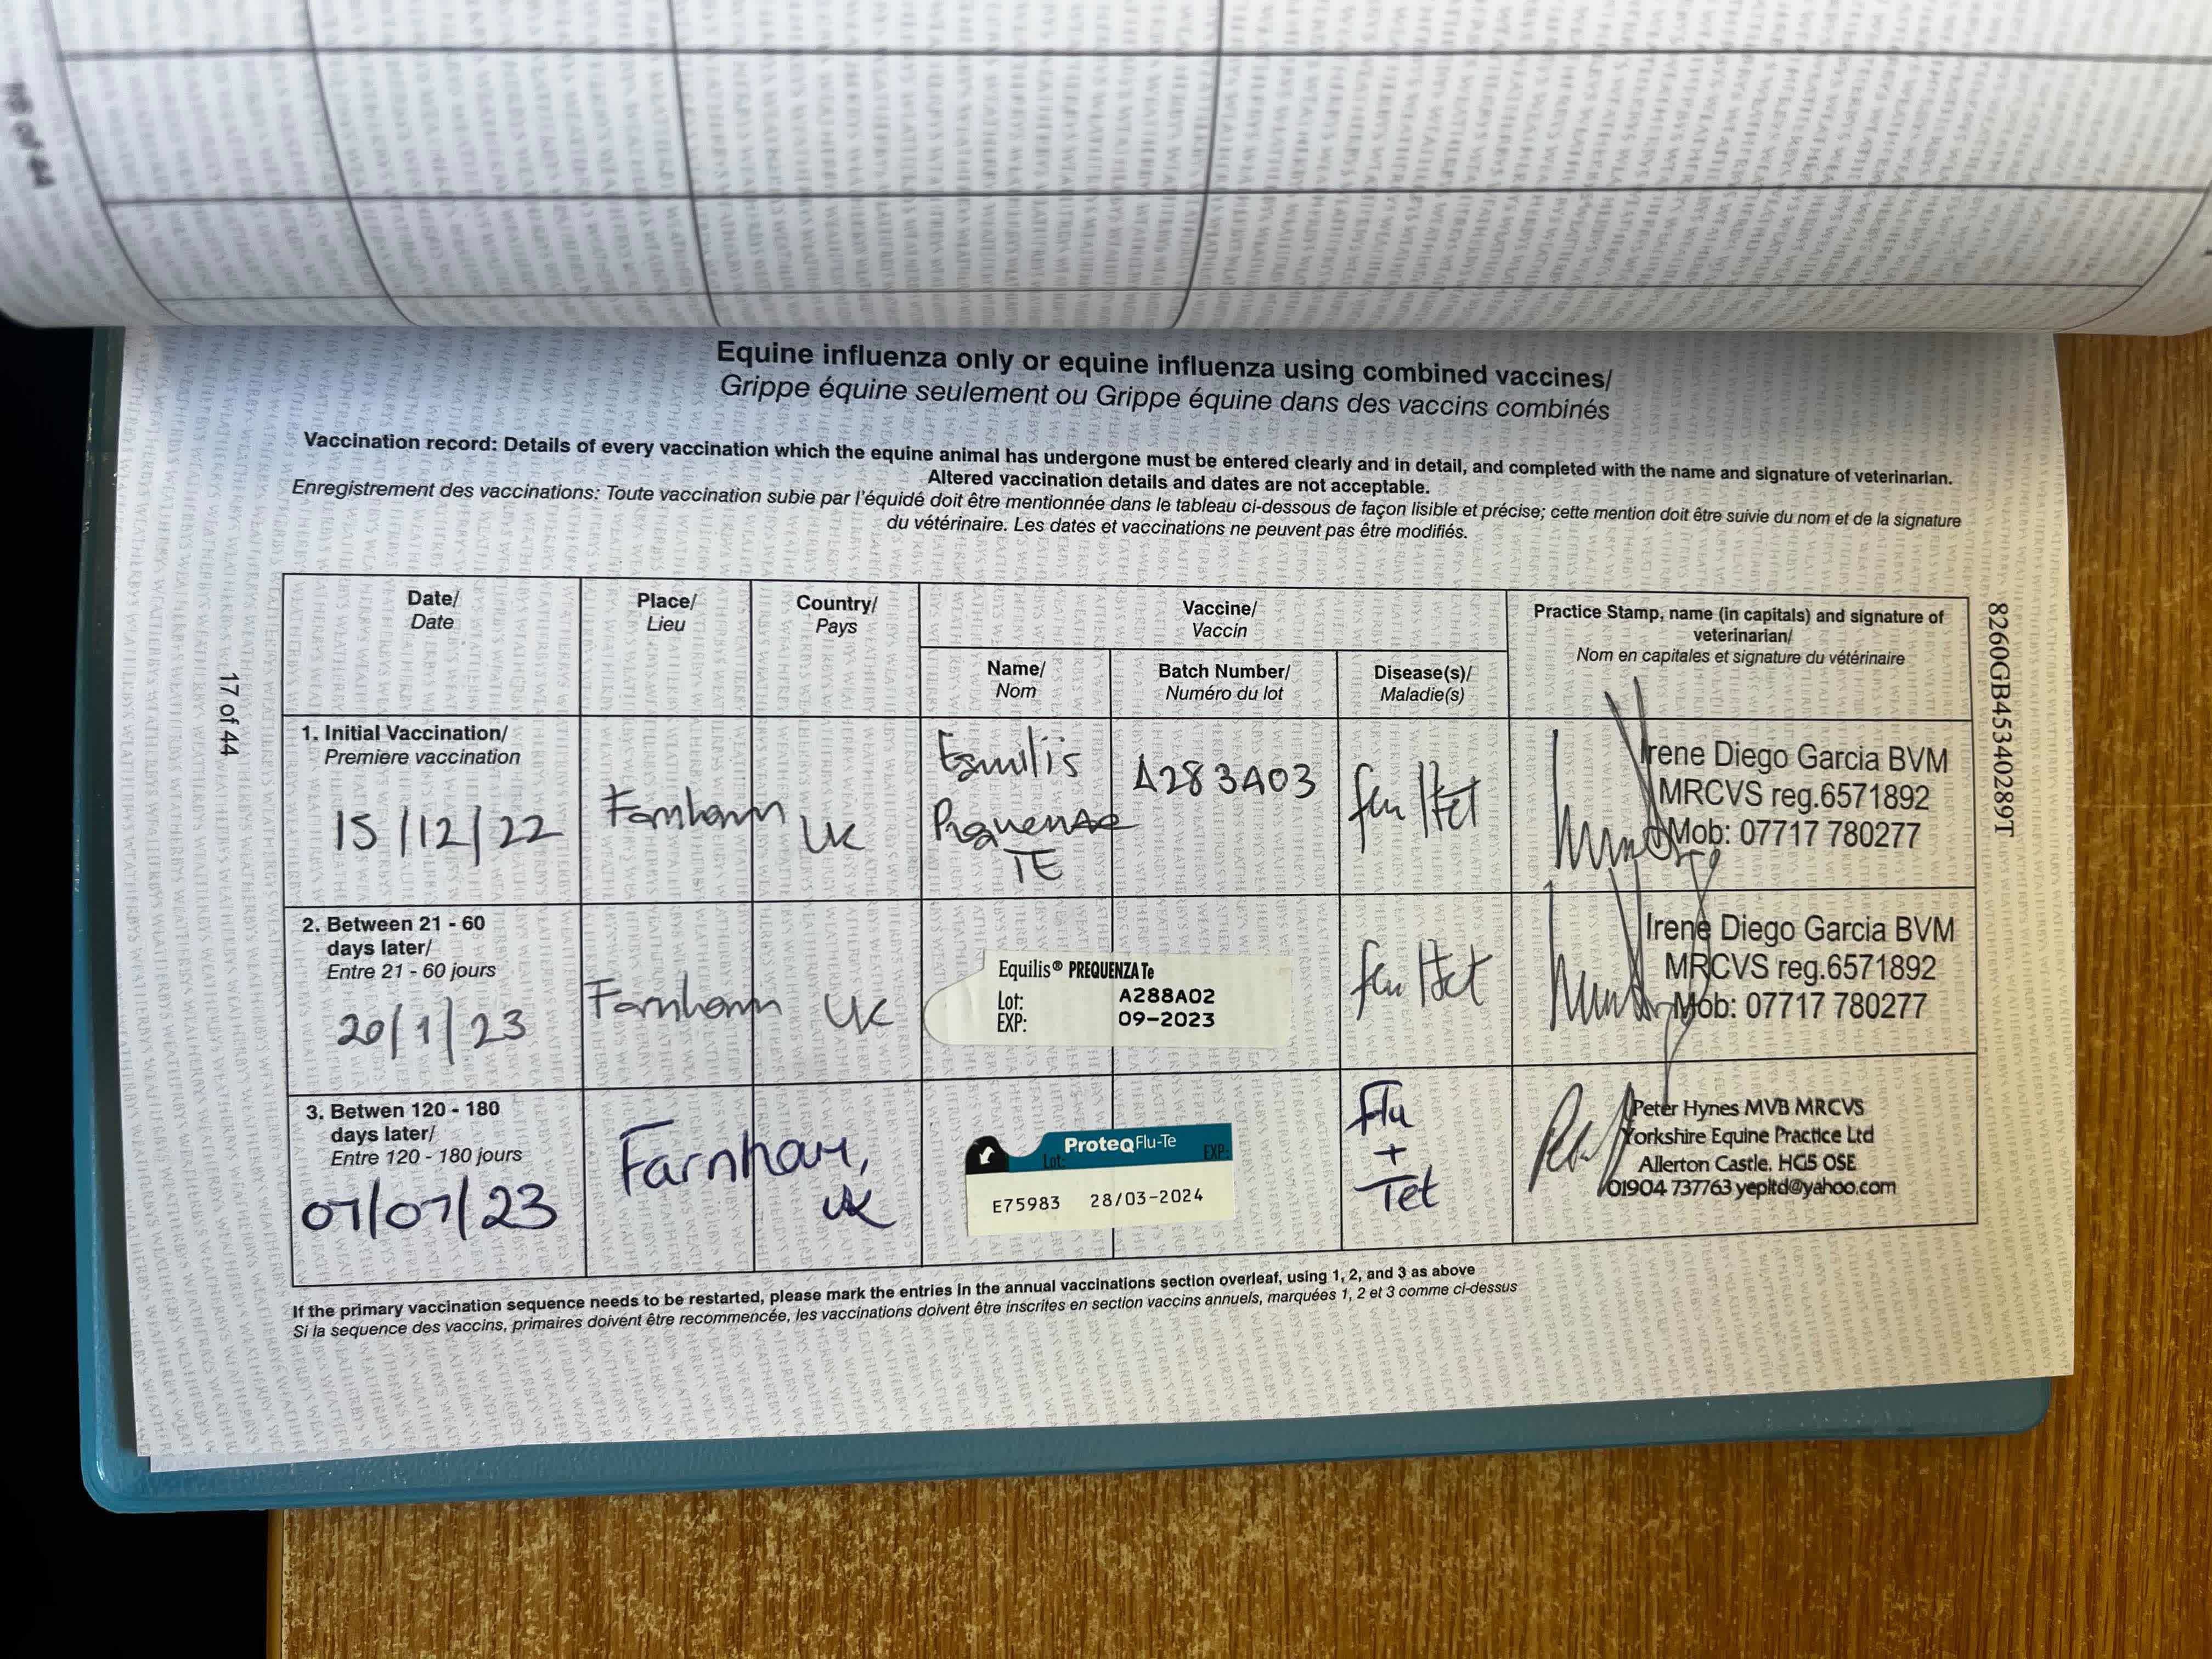 Equine influenza only or equine influenza using combined vaccines/
Grippe équine seulement ou Grippe équine dans des vaccins combinés
Vaccination record: Details of every vaccination which the equine animal has undergone must be entered clearly and in detail, and completed with the name and signature of veterinarian.
Altered vaccination details and dates are not acceptable.
Enregistrement des vaccinations: Toute vaccination subie par l'équidé doit être mentionnée dans le tableau ci-dessous de façon lisible et précise; cette mention doit être suivie du nom et de la signature
du vétérinaire. Les dates et vaccinations ne peuvent pas être modifiés.
Date/
Date
Place/
Lieu
Country/
Pays
Vaccine/
Vaccin
Name/
Nom
Batch Number/
Numéro du lot
Disease(s)/
Maladie(s)
Practice Stamp, name (in capitals) and signature of
veterinarian/
Nom en capitales et signature du vétérinaire
1. Initial Vaccination/
Premiere vaccination
15/12/22
Farnham
UK
Equilis
Prequenza
TE
A283A03
flu/tet
Irene Diego Garcia BVM
MRCVS reg.6571892
Mob: 07717 780277
2. Between 21 - 60
days later/
Entre 21 - 60 jours
20/1/23
Farnham
UK
Equilis® PREQUENZA Te
Lot: A288A02
EXP: 09-2023
flu/tet
Irene Diego Garcia BVM
MRCVS reg.6571892
Mob: 07717 780277
3. Betwen 120 - 180
days later/
Entre 120 - 180 jours
07/07/23
Farnham,
UK
ProteqFlu-Te
Lot: EXP:
E75983 28/03-2024
Flu
+
Tet
Peter Hynes MVB MRCVS
Yorkshire Equine Practice Ltd
Allerton Castle. HG5 0SE
01904 737763 yepltd@yahoo.com
If the primary vaccination sequence needs to be restarted, please mark the entries in the annual vaccinations section overleaf, using 1, 2, and 3 as above
Si la sequence des vaccins, primaires doivent être recommencée, les vaccinations doivent être inscrites en section vaccins annuels, marquées 1, 2 et 3 comme ci-dessus
17 of 44
8260GB45340289T